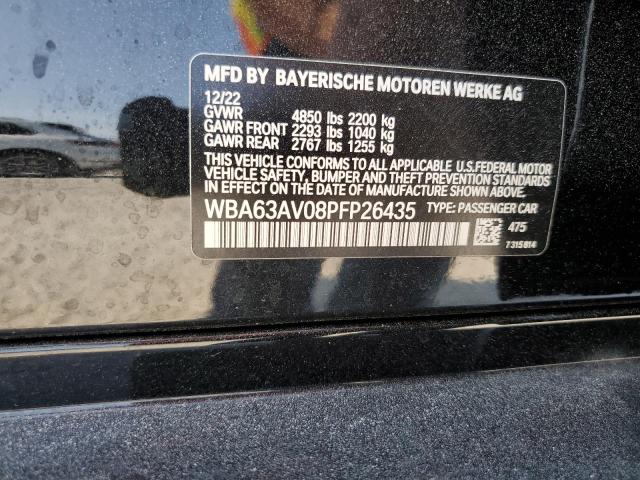 MFD BY BAYERISCHE MOTOREN WERKE AG
12/22
GVWR 4850 lbs 2200 kg
GAWR FRONT 2293 lbs 1040 kg
GAWR REAR 2767 lbs 1255 kg
THIS VEHICLE CONFORMS TO ALL APPLICABLE U.S.FEDERAL MOTOR
VEHICLE SAFETY, BUMPER AND THEFT PREVENTION STANDARDS
IN EFFECT ON THE DATE OF MANUFACTURE SHOWN ABOVE.
WBA63AV08PFP26435 TYPE: PASSENGER CAR
475
7315814